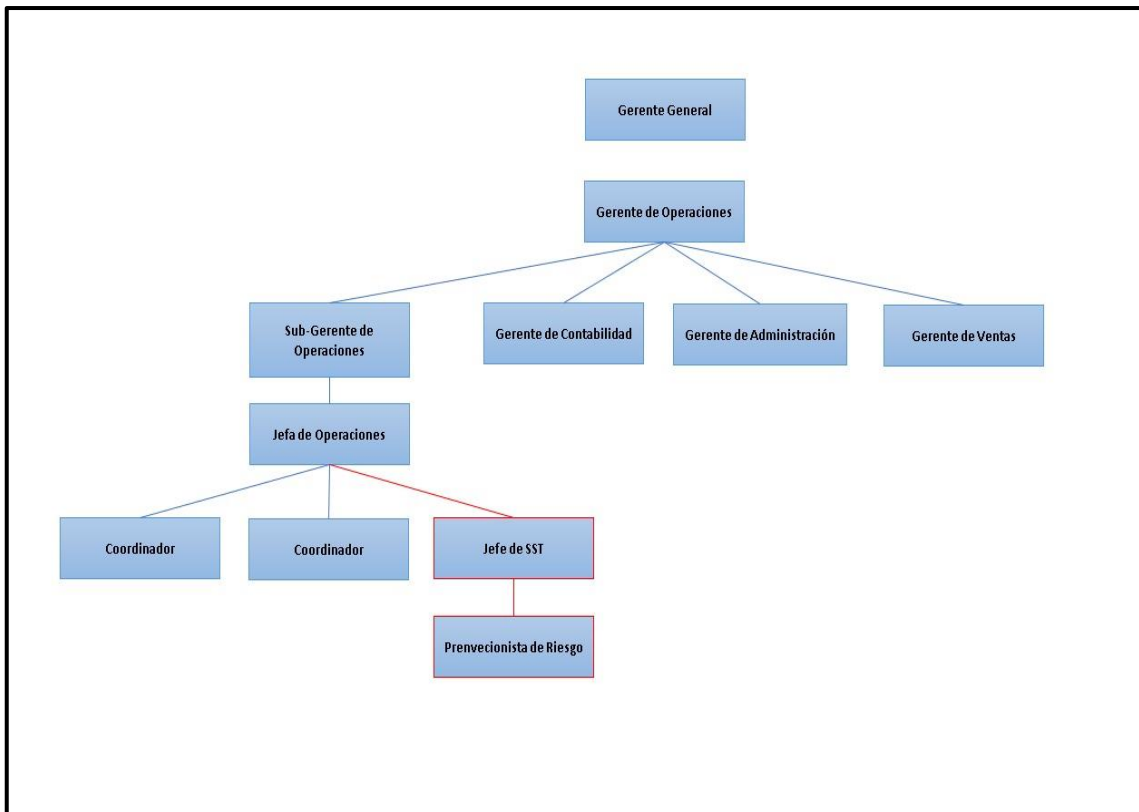 Gerente General
Gerente de Operaciones
Sub-Gerente de
Operaciones
Gerente de Contabilidad
Gerente de Administración
Gerente de Ventas
Jefa de Operaciones
Coordinador
Coordinador
Jefe de SST
Prenvecionista de Riesgo